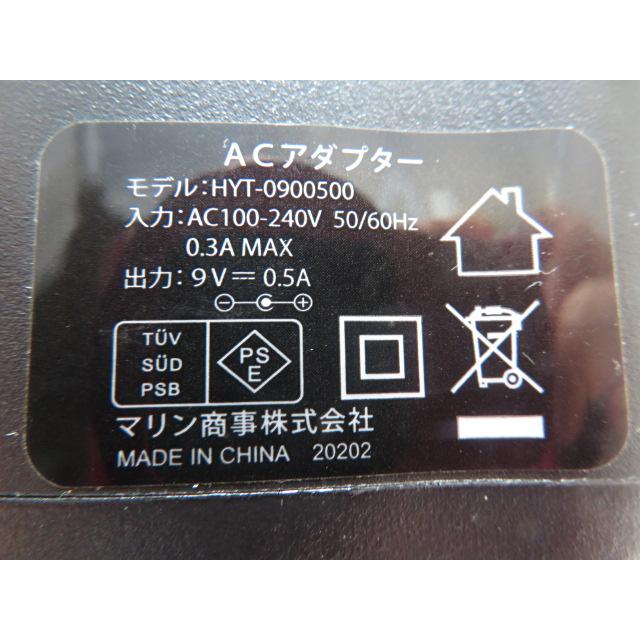 ACアダプター
モデル：HYT-0900500
入力：AC100-240V 50/60Hz
0.3A MAX
出力：9V⎓0.5A
TÜV
SÜD
PSB
PS
E
マリン商事株式会社
MADE IN CHINA 20202